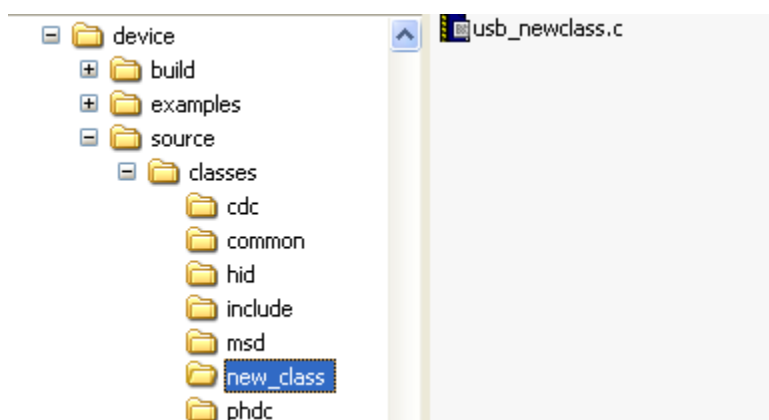 device
build
examples
source
classes
cdc
common
hid
include
msd
new_class
phdc
usb_newclass.c